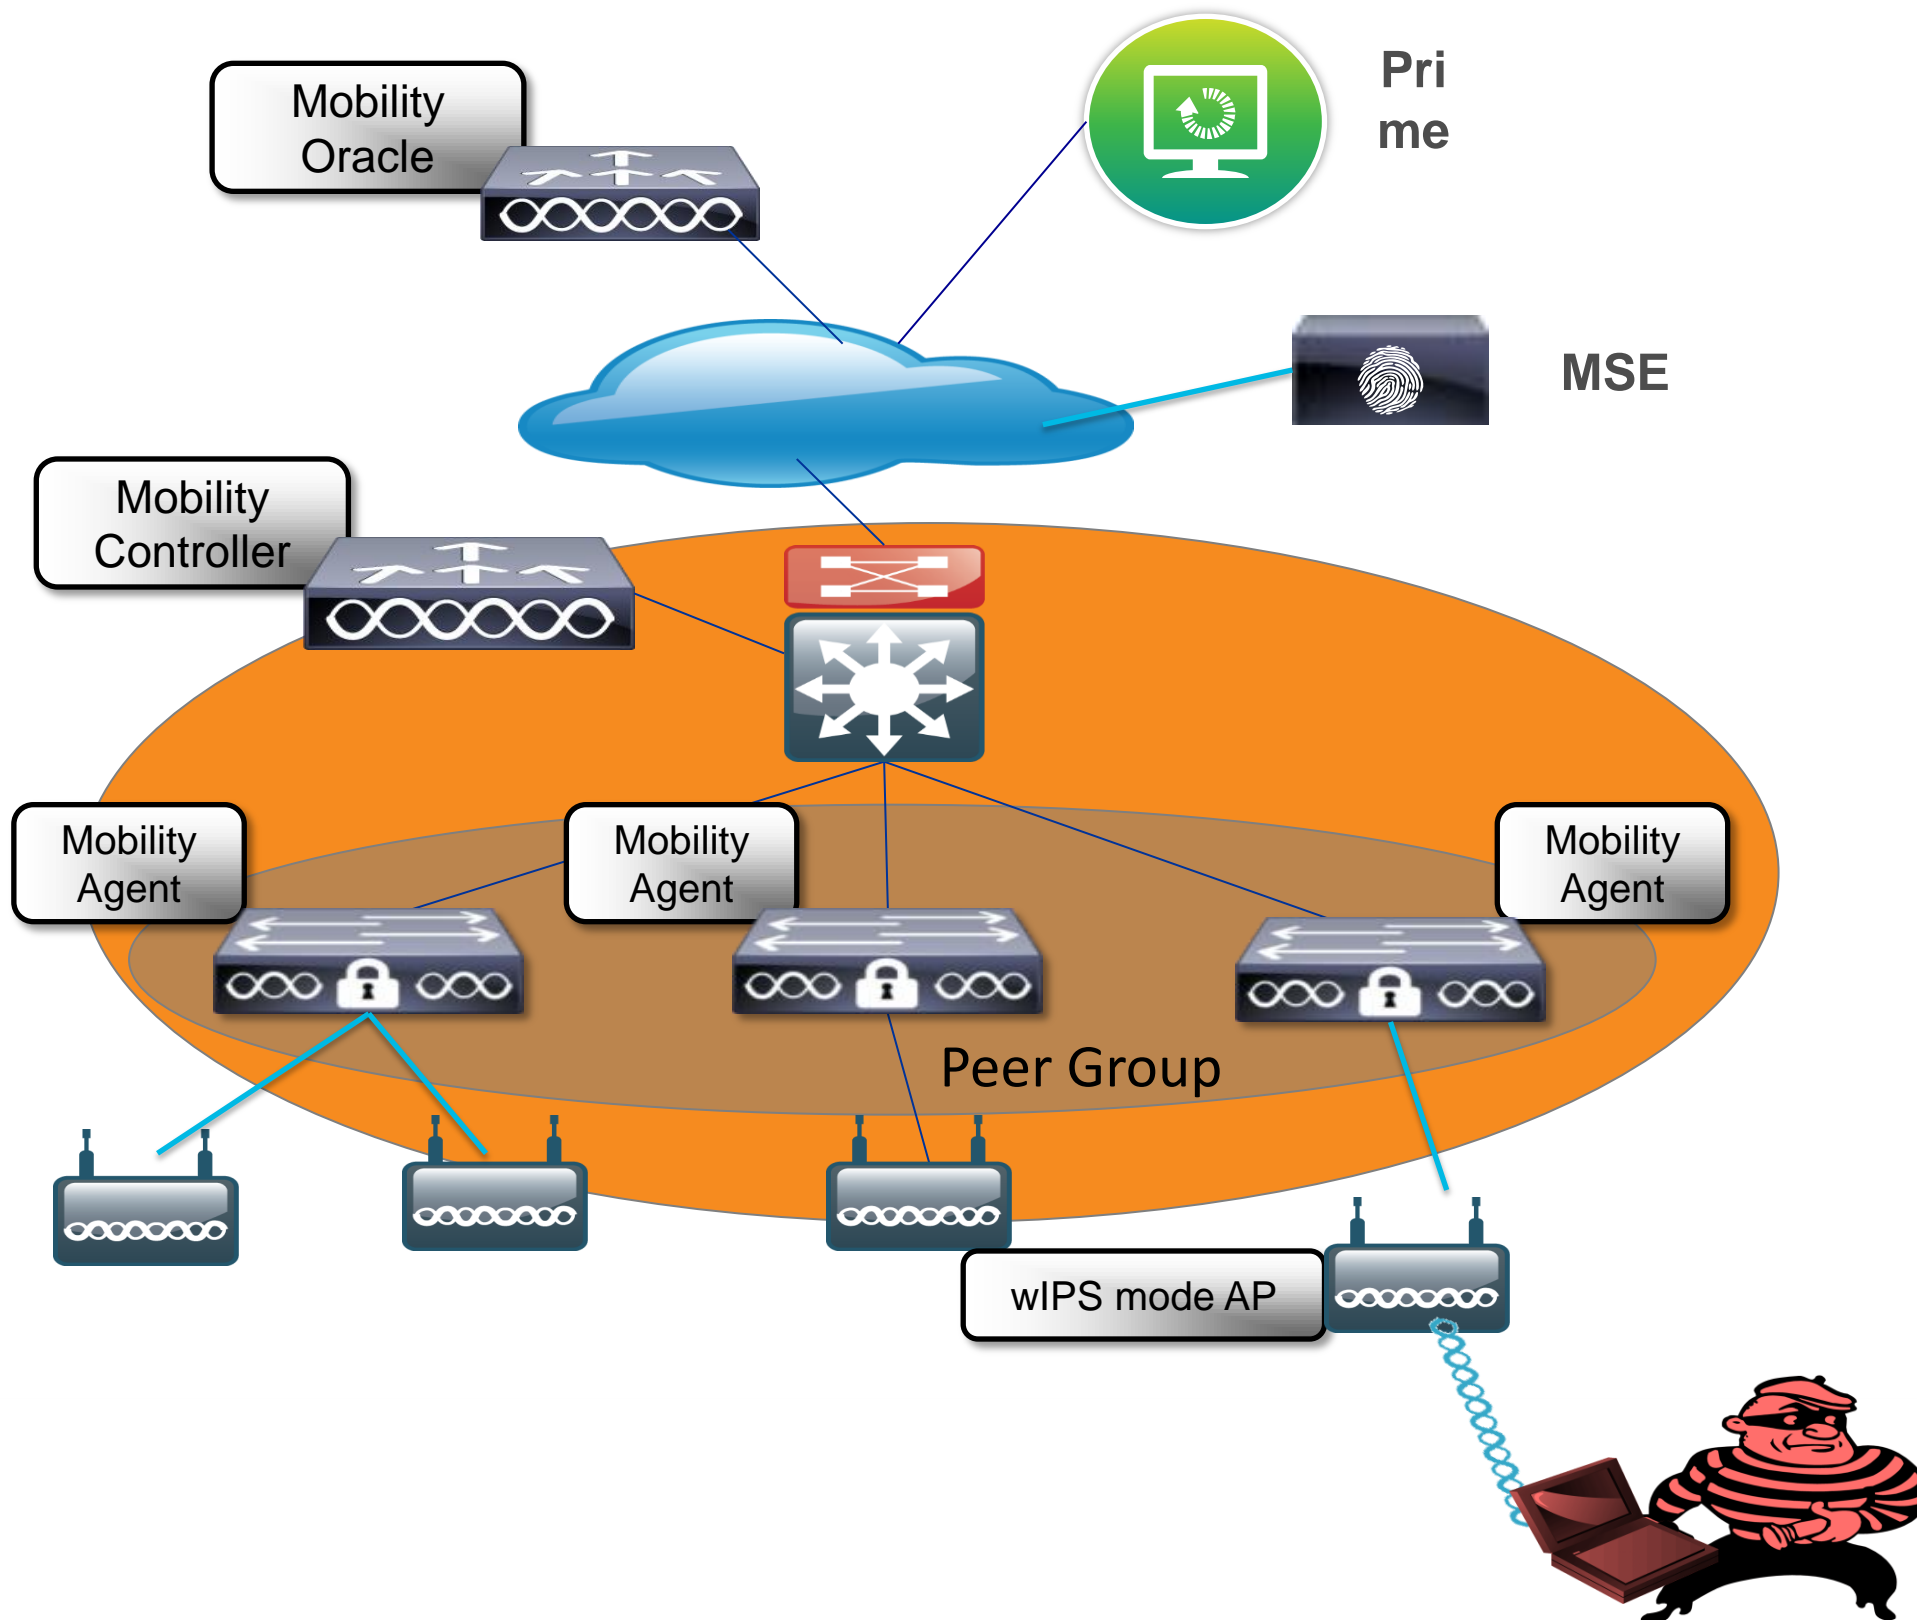 Mobility
Oracle
Pri
me
MSE
Mobility
Controller
Mobility
Agent
Mobility
Agent
Mobility
Agent
Peer Group
wIPS mode AP